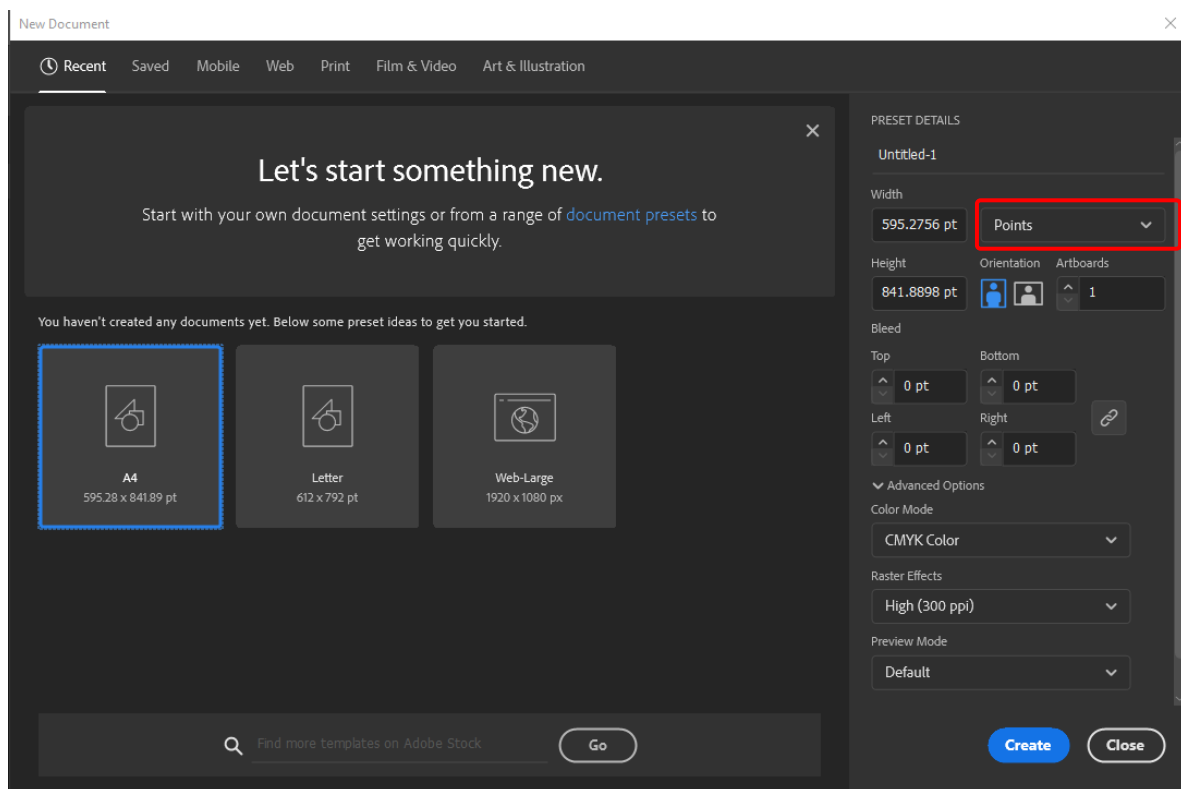 New Document
Recent Saved Mobile Web Print Film & Video Art & Illustration
Let's start something new.
Start with your own document settings or from a range of document presets to
get working quickly.
You haven't created any documents yet. Below some preset ideas to get you started.
A4
595.28 x 841.89 pt
Letter
612 x 792 pt
Web-Large
1920 x 1080 px
Find more templates on Adobe Stock
Go
PRESET DETAILS
Untitled-1
Width
595.2756 pt Points
Height Orientation Artboards
841.8898 pt 1
Bleed
Top Bottom
0 pt 0 pt
Left Right
0 pt 0 pt
Advanced Options
Color Mode
CMYK Color
Raster Effects
High (300 ppi)
Preview Mode
Default
Create Close